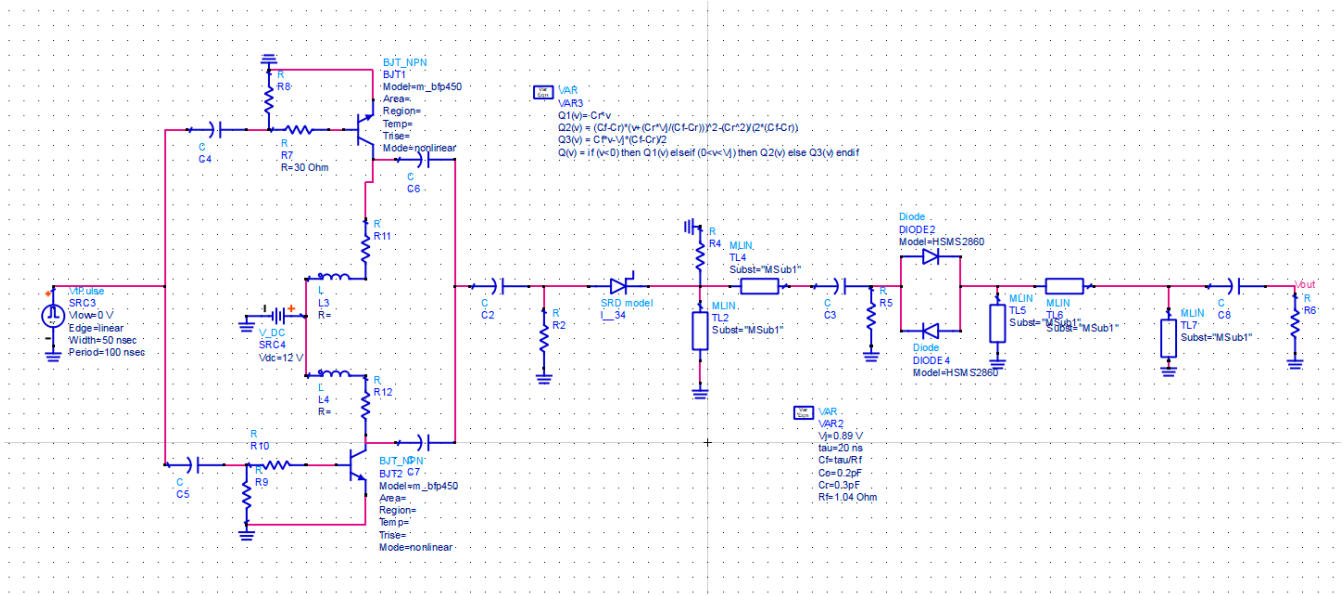 BJT_NPN
BJT1
Model=m_bfp450
Area=
Region=
Temp=
Trise=
Mode=nonlinear
R
R8
C
C4
R
R7
R=30 Ohm
C
C6
R
R11
VAR
VAR3
Q1(v)=Cr*v
Q2(v) = (Cf-Cr)*(v+(Cr*Vj/(Cf-Cr)))^2-(Cr^2)/(2*(Cf-Cr))
Q3(v) = Cf*v-Vj*(Cf-Cr)/2
Q(v) = if (v<0) then Q1(v) elseif (0<v<Vj) then Q2(v) else Q3(v) endif
VtPulse
SRC3
Vlow=0 V
Edge=linear
Width=50 nsec
Period=100 nsec
L
L3
R=
V_DC
SRC4
Vdc=12 V
L
L4
R=
R
R12
R
R10
R
R9
C
C5
BJT_NPN
BJT2
Model=m_bfp450
Area=
Region=
Temp=
Trise=
Mode=nonlinear
C
C7
C
C2
R
R2
SRD model
I__34
R
R4
MLIN
TL4
Subst="MSub1"
MLIN
TL2
Subst="MSub1"
C
C3
R
R5
Diode
DIODE2
Model=HSMS2860
Diode
DIODE4
Model=HSMS2860
MLIN
TL5
Subst="MSub1"
MLIN
TL6
Subst="MSub1"
MLIN
TL7
Subst="MSub1"
C
C8
Vout
R
R6
Var
Eqn
VAR
VAR2
Vj=0.89 V
tau=20 ns
Cf=tau/Rf
Co=0.2pF
Cr=0.3pF
Rf=1.04 Ohm